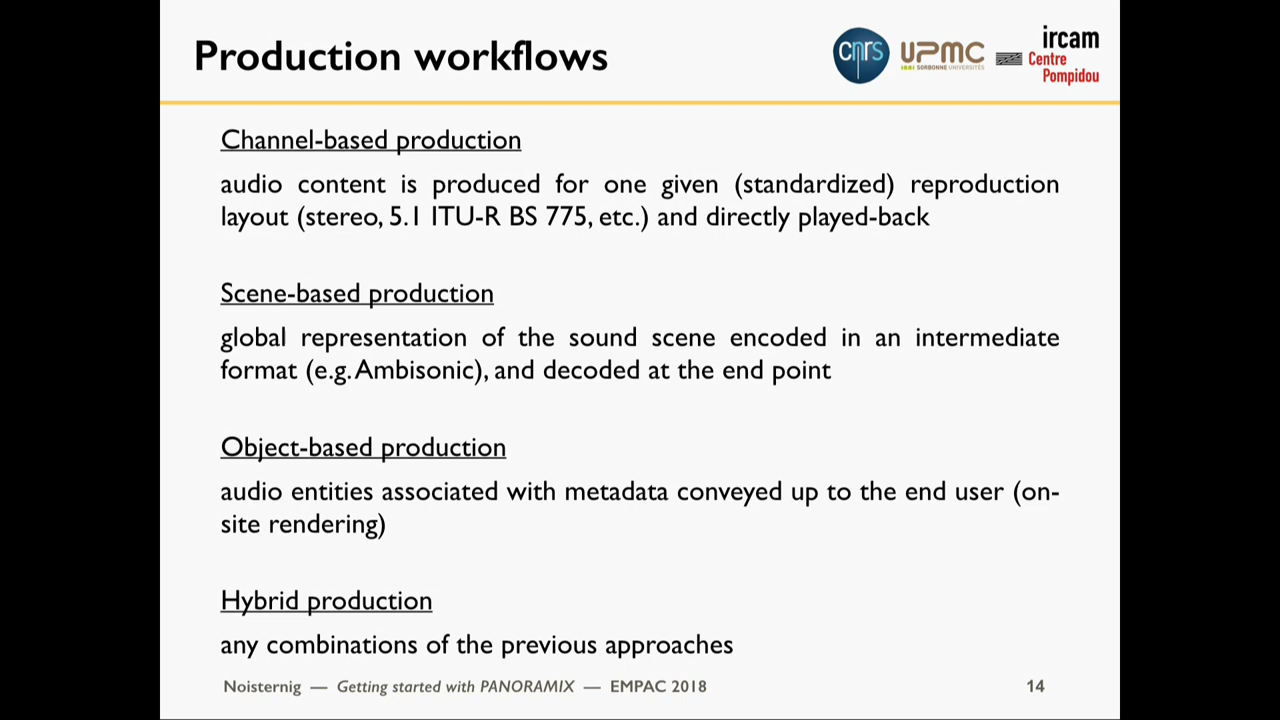 Production workflows
cnrs
UPMC
SORBONNE UNIVERSITÉS
ircam
Centre
Pompidou
Channel-based production
audio content is produced for one given (standardized) reproduction
layout (stereo, 5.1 ITU-R BS 775, etc.) and directly played-back
Scene-based production
global representation of the sound scene encoded in an intermediate
format (e.g. Ambisonic), and decoded at the end point
Object-based production
audio entities associated with metadata conveyed up to the end user (on-
site rendering)
Hybrid production
any combinations of the previous approaches
Noisternig — Getting started with PANORAMIX — EMPAC 2018
14